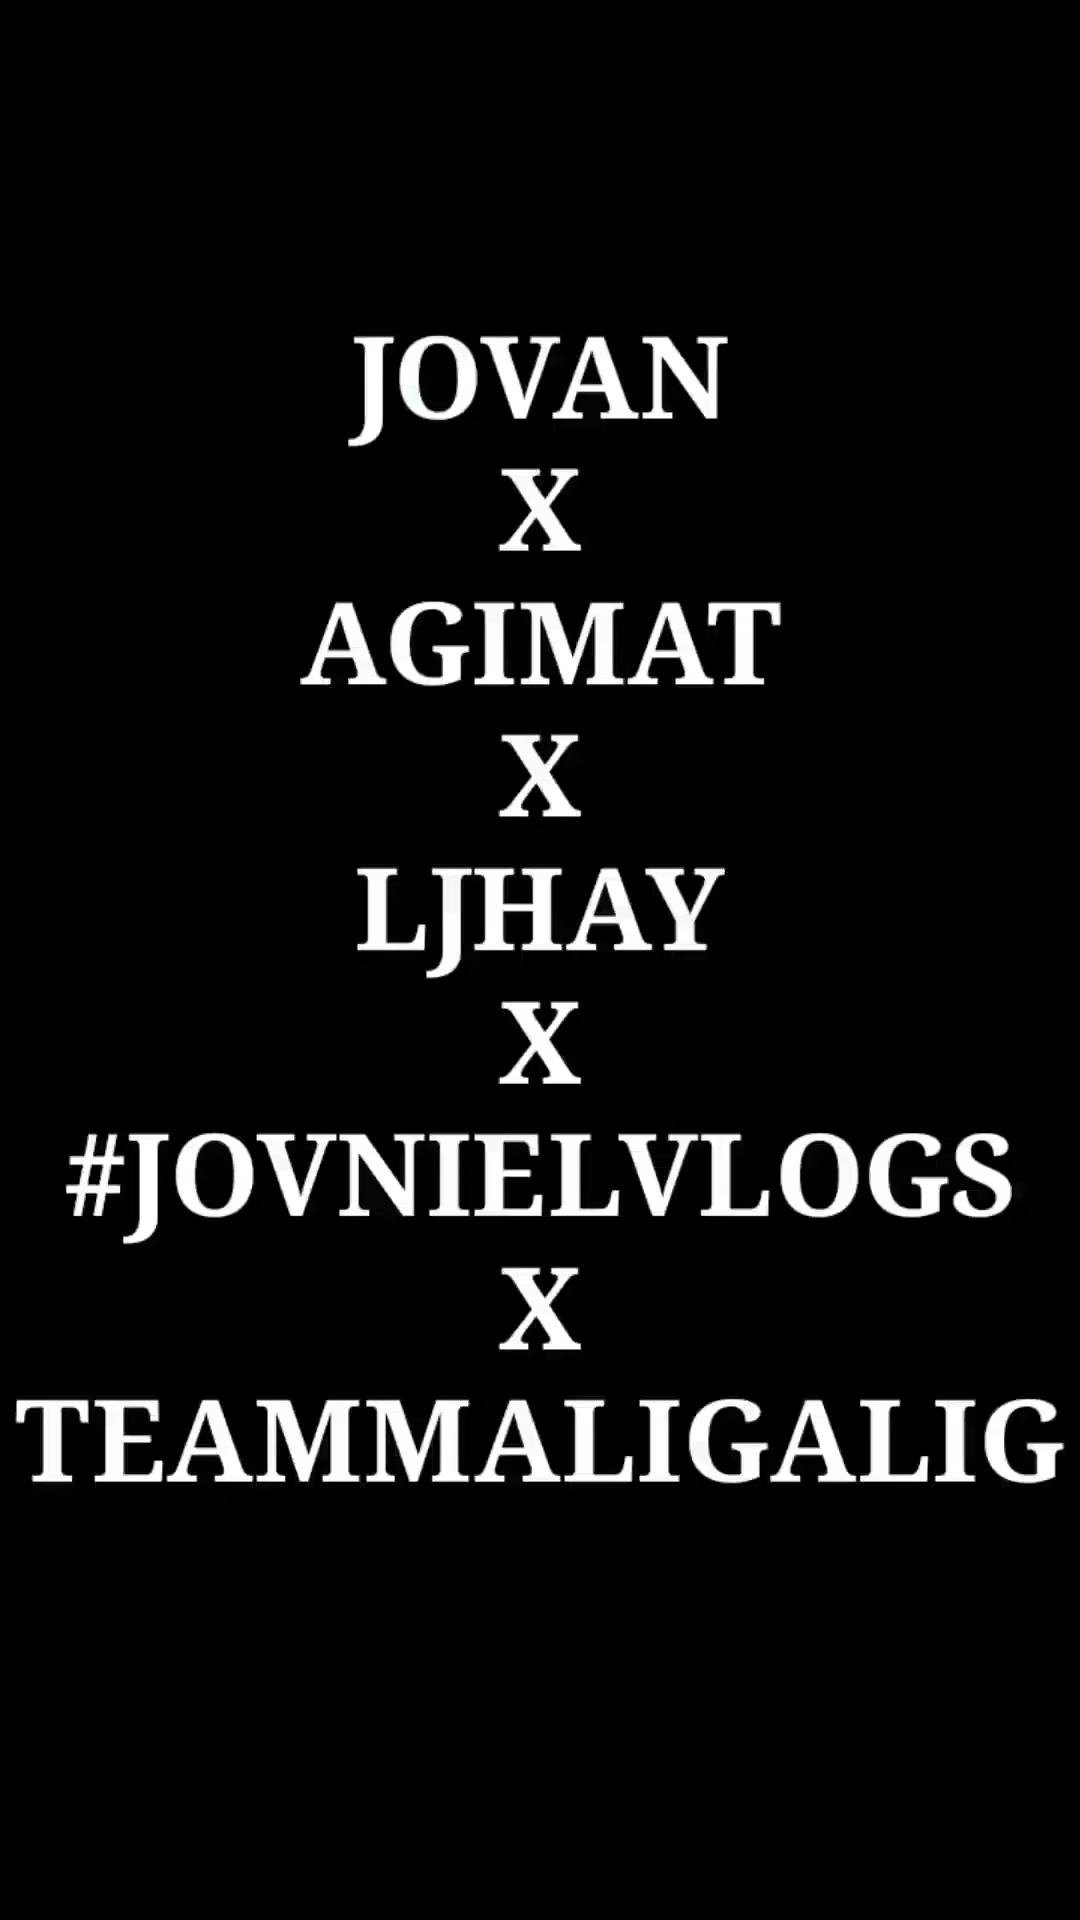 JOVAN
X
AGIMAT
X
LJHAY
X
#JOVNIELVLOGS
X
TEAMMALIGALIG